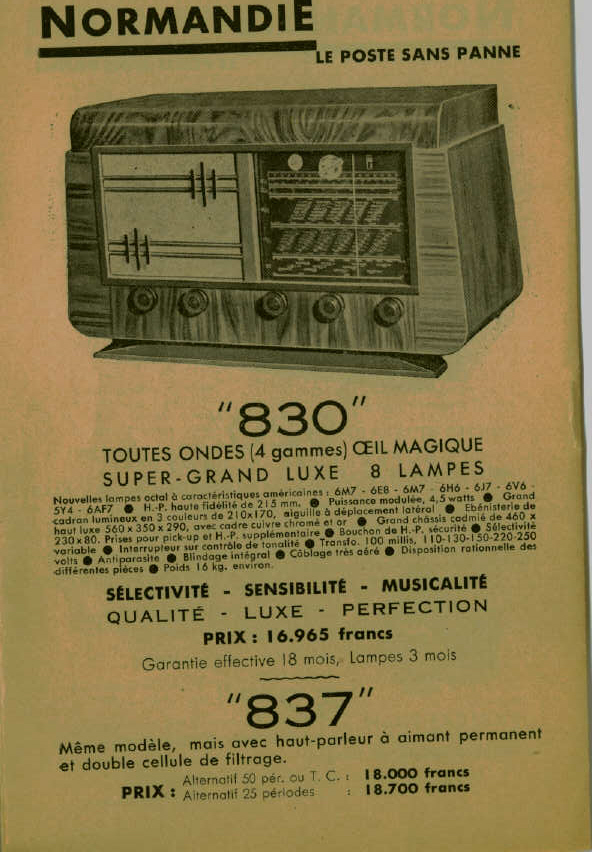 NORMANDIE
LE POSTE SANS PANNE
"830"
TOUTES ONDES (4 gammes) ŒIL MAGIQUE
SUPER-GRAND LUXE 8 LAMPES
Nouvelles lampes octal à caractéristiques américaines : 6M7 - 6E8 - 6M7 - 6H6 - 6J7 - 6V6 -
5Y4 - 6AF7 ● H.-P. haute fidélité de 215 mm. ● Puissance modulée, 4,5 watts ● Grand
cadran lumineux en 3 couleurs de 210x170, aiguille à déplacement latéral ● Ebénisterie de
haut luxe 560 x 350 x 290, avec cadre cuivre chromé et or ● Grand châssis cadmié de 460 x
230 x 80. Prises pour pick-up et H.-P. supplémentaire ● Bouchon de H.-P. sécurité ● Sélectivité
variable ● Interrupteur sur contrôle de tonalité ● Transfo. 100 millis, 110-130-150-220-250
volts ● Antiparasite ● Blindage intégral ● Câblage très aéré ● Disposition rationnelle des
différentes pièces ● Poids 16 kg. environ.
SÉLECTIVITÉ - SENSIBILITÉ - MUSICALITÉ
QUALITÉ - LUXE - PERFECTION
PRIX : 16.965 francs
Garantie effective 18 mois, Lampes 3 mois
"837"
Même modèle, mais avec haut-parleur à aimant permanent
et double cellule de filtrage.
PRIX : Alternatif 50 pér. ou T. C. : 18.000 francs
Alternatif 25 périodes : 18.700 francs